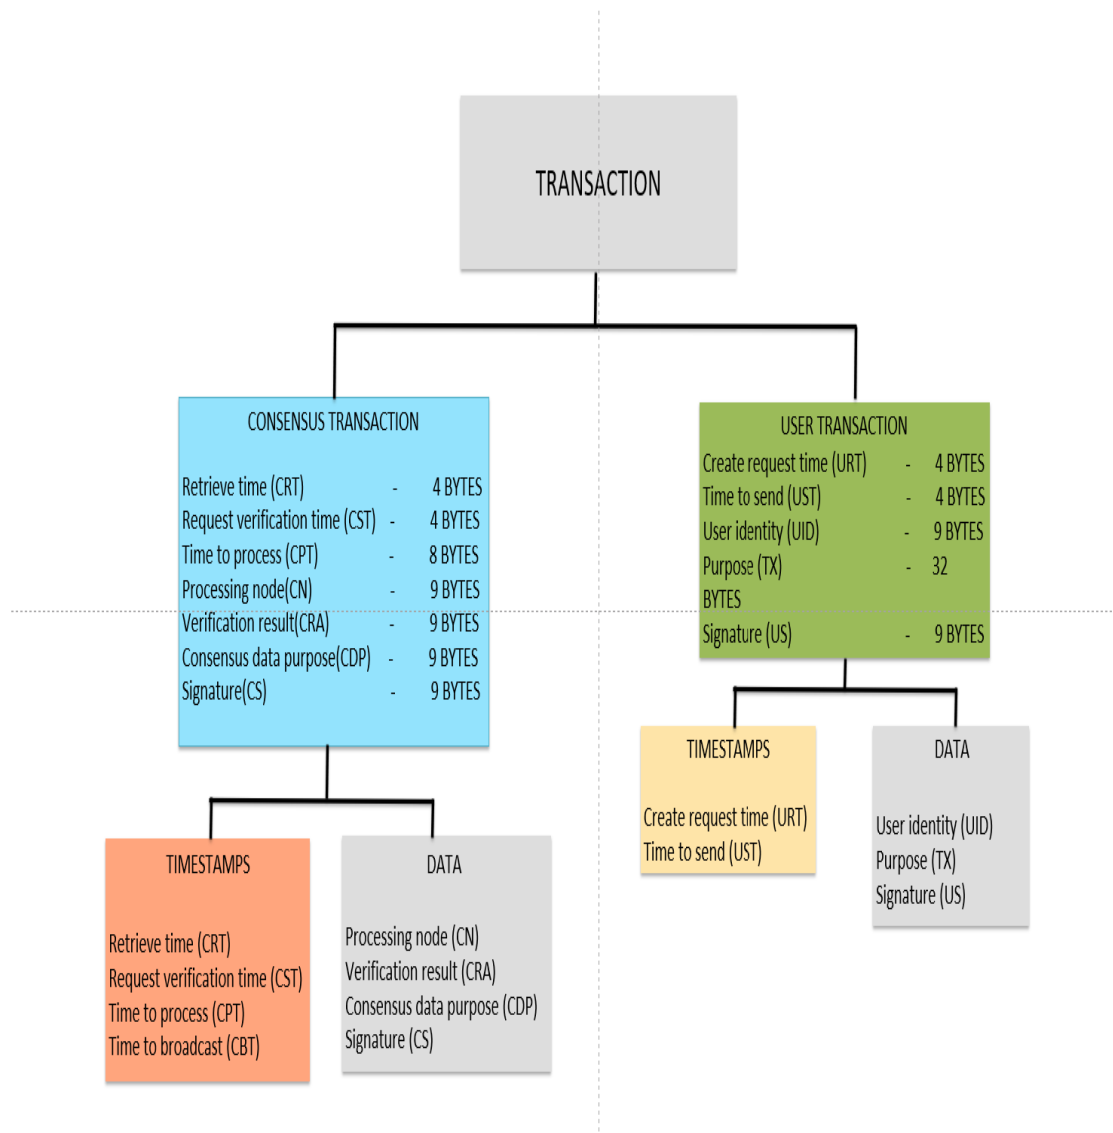 TRANSACTION
CONSENSUS TRANSACTION
Retrieve time (CRT) - 4 BYTES
Request verification time (CST) - 4 BYTES
Time to process (CPT) - 8 BYTES
Processing node(CN) - 9 BYTES
Verification result(CRA) - 9 BYTES
Consensus data purpose(CDP) - 9 BYTES
Signature(CS) - 9 BYTES
USER TRANSACTION
Create request time (URT) - 4 BYTES
Time to send (UST) - 4 BYTES
User identity (UID) - 9 BYTES
Purpose (TX) - 32
BYTES
Signature (US) - 9 BYTES
TIMESTAMPS
Retrieve time (CRT)
Request verification time (CST)
Time to process (CPT)
Time to broadcast (CBT)
DATA
Processing node (CN)
Verification result (CRA)
Consensus data purpose (CDP)
Signature (CS)
TIMESTAMPS
Create request time (URT)
Time to send (UST)
DATA
User identity (UID)
Purpose (TX)
Signature (US)